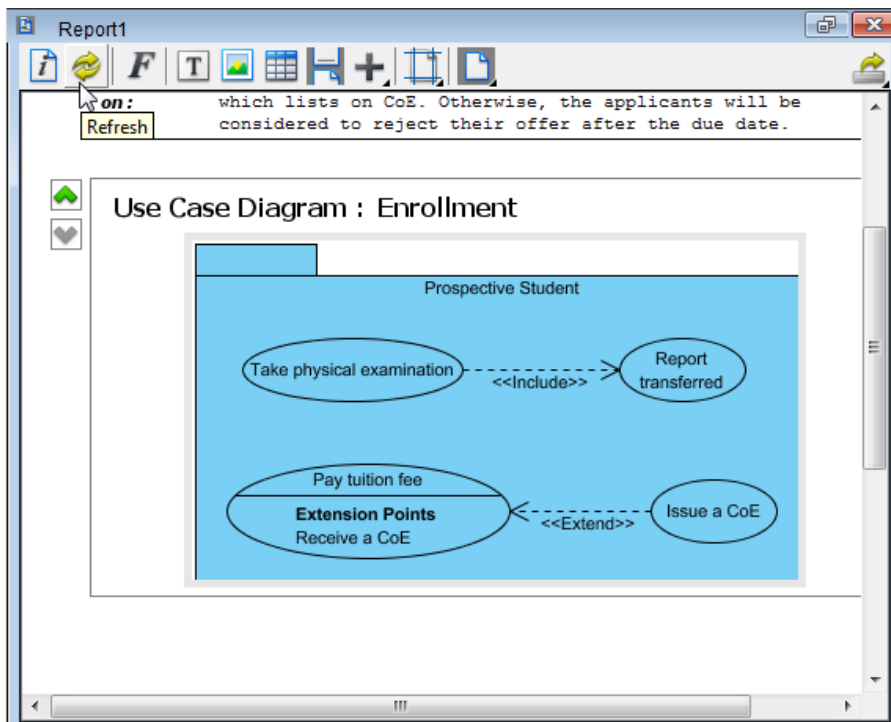 Report1
i F T
on: which lists on CoE. Otherwise, the applicants will be
Refresh considered to reject their offer after the due date.
Use Case Diagram : Enrollment
Prospective Student
Take physical examination
<<Include>>
Report
transferred
Pay tuition fee
Extension Points
Receive a CoE
<<Extend>>
Issue a CoE